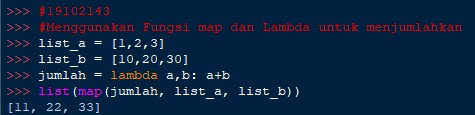 >>> #19102143
>>> #Menggunakan Fungsi map dan Lambda untuk menjumlahkan
>>> list_a = [1,2,3]
>>> list_b = [10,20,30]
>>> jumlah = lambda a,b: a+b
>>> list(map(jumlah, list_a, list_b))
[11, 22, 33]